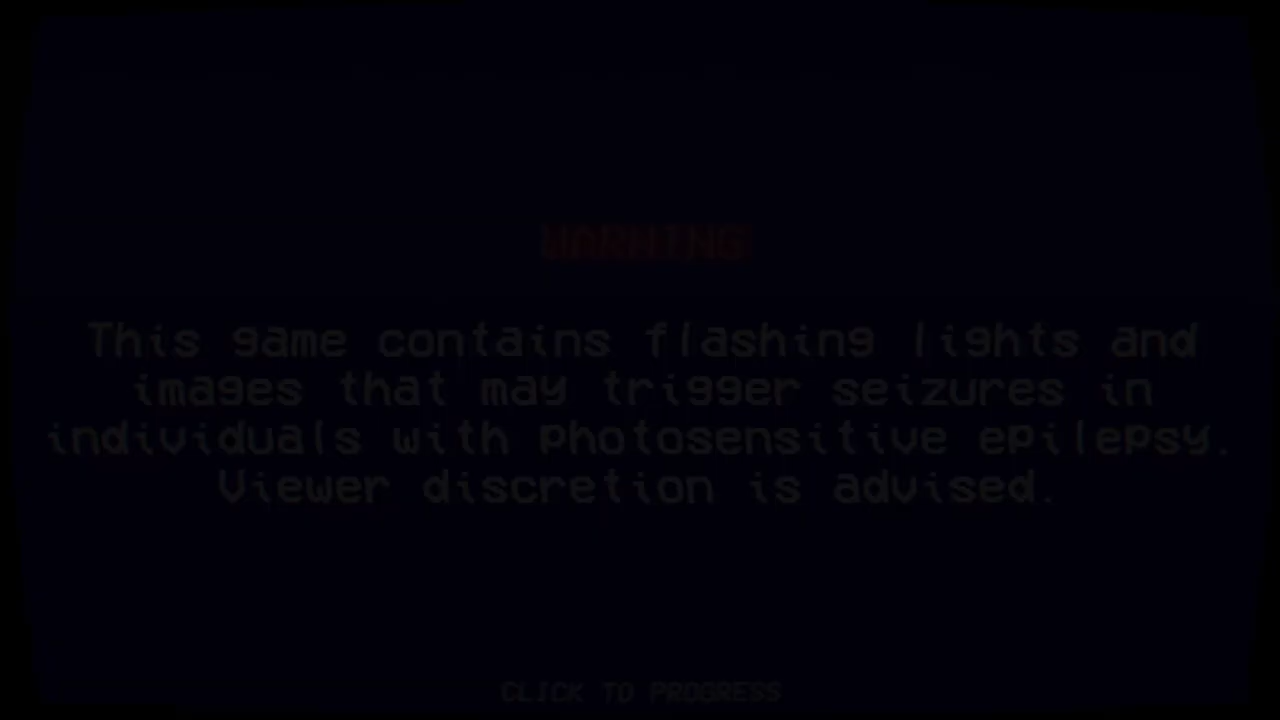 WARNING
This game contains flashing lights and
images that may trigger seizures in
individuals with photosensitive epilepsy.
Viewer discretion is advised.
CLICK TO PROGRESS